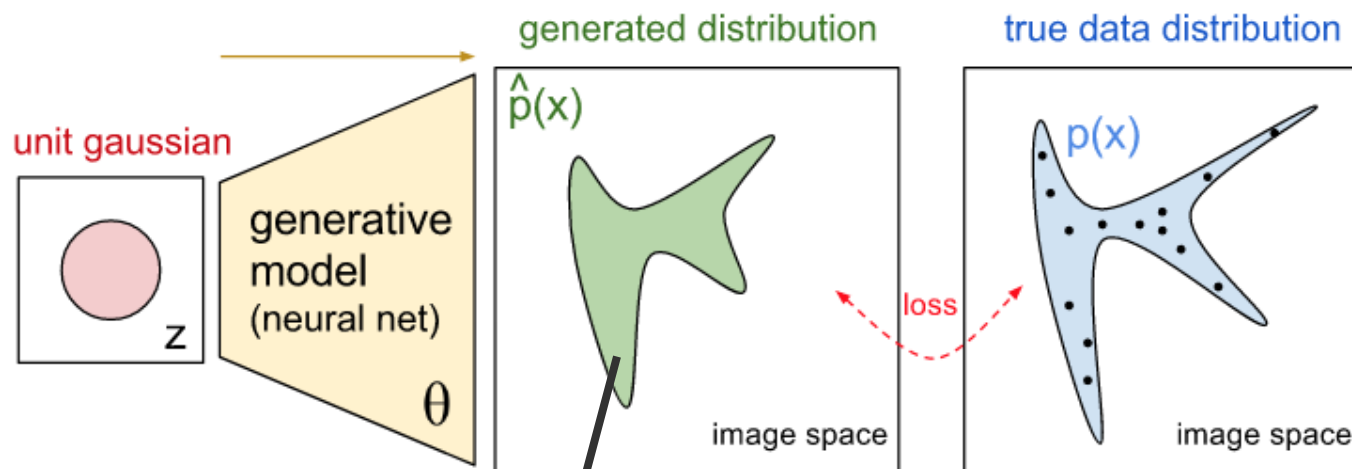 generated distribution
true data distribution
unit gaussian
z
generative
model
(neural net)
θ
p̂(x)
image space
loss
p(x)
image space